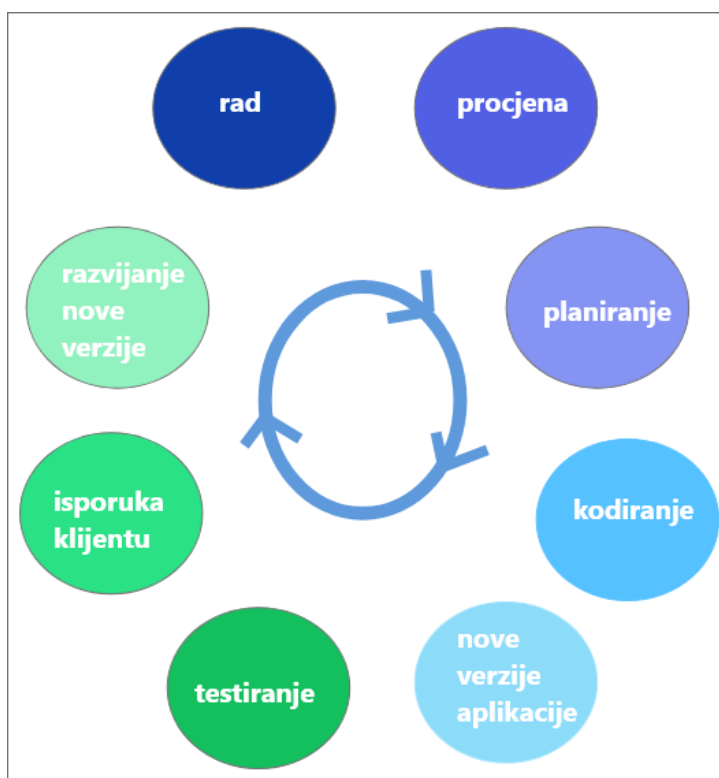 rad
procjena
razvijanje
nove
verzije
planiranje
isporuka
klijentu
kodiranje
testiranje
nove
verzije
aplikacije